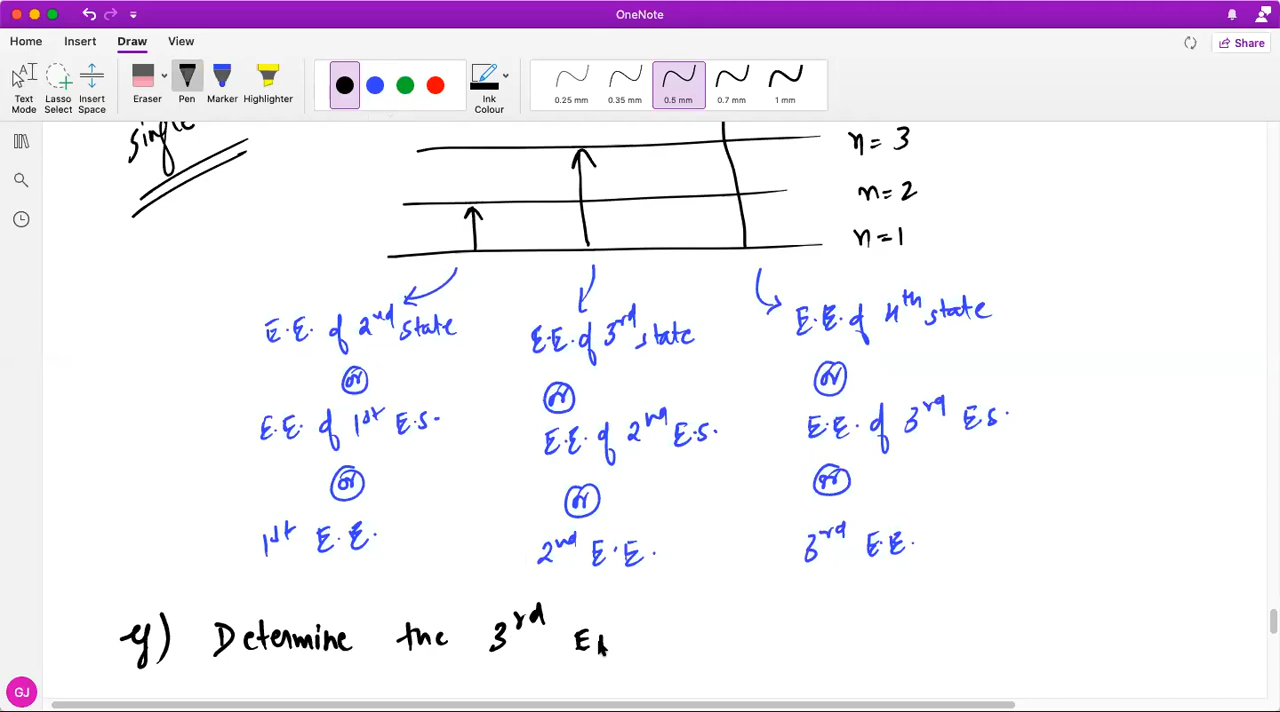 OneNote
Home Insert Draw View
Share
Text Mode
Lasso Select
Insert Space
Eraser
Pen
Marker
Highlighter
Ink Colour
0.25 mm
0.35 mm
0.5 mm
0.7 mm
1 mm
single
n = 3
n = 2
n = 1
E.E. of 2nd state
or
E.E. of 1st E.S.
or
1st E.E.
E.E. of 3rd state
or
E.E. of 2nd E.S.
or
2nd E.E.
E.E. of 4th state
or
E.E. of 3rd E.S.
or
3rd E.E.
Determine the 3rd
GJ